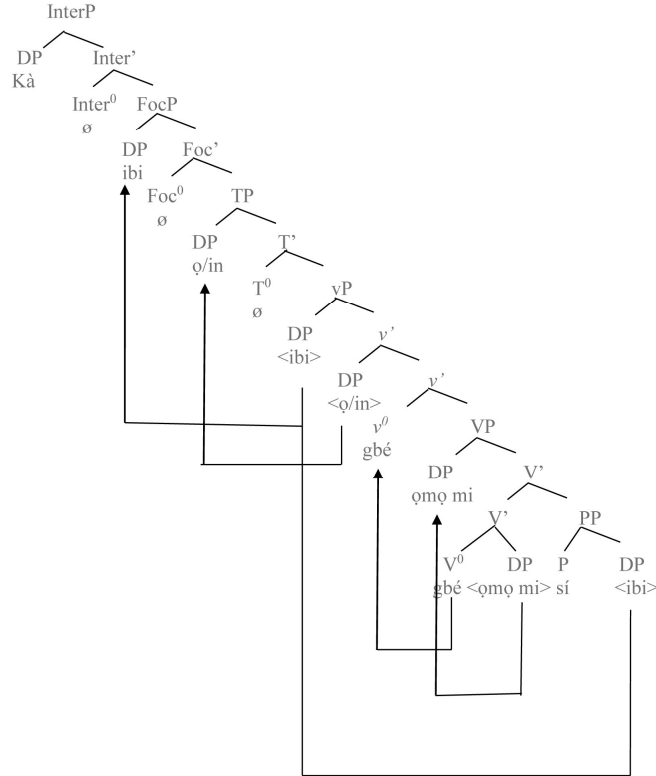 InterP
DP Inter’
Kà
Inter⁰ FocP
ø
DP Foc’
ibi
Foc⁰ TP
ø
DP T’
ọ/in
T⁰ vP
ø
DP v’
<ibi>
DP v’
<ọ/in>
v⁰ VP
gbé
DP V’
ọmọ mi
V’ PP
V⁰ DP P DP
gbé <ọmọ mi> sí <ibi>